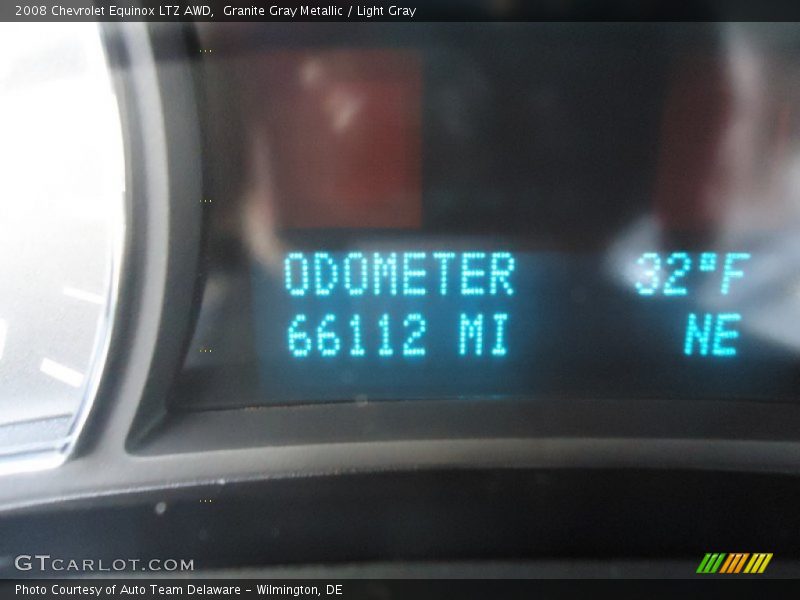 2008 Chevrolet Equinox LTZ AWD,  Granite Gray Metallic / Light Gray
ODOMETER 32°F
66112 MI NE
GTCARLOT.COM
Photo Courtesy of Auto Team Delaware - Wilmington, DE